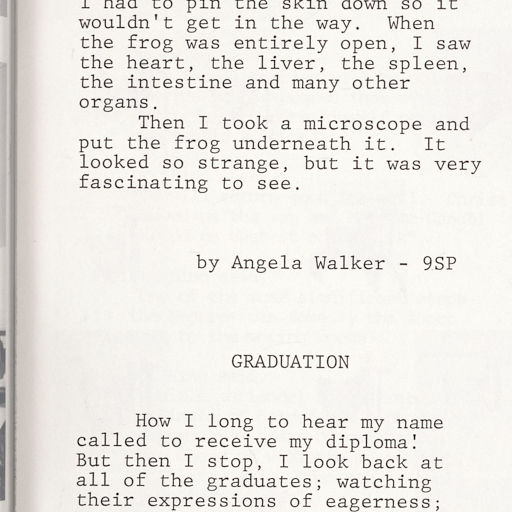 I had to pin the skin down so it
wouldn't get in the way. When
the frog was entirely open, I saw
the heart, the liver, the spleen,
the intestine and many other
organs.
Then I took a microscope and
put the frog underneath it. It
looked so strange, but it was very
fascinating to see.
by Angela Walker - 9SP
GRADUATION
How I long to hear my name
called to receive my diploma!
But then I stop, I look back at
all of the graduates; watching
their expressions of eagerness;